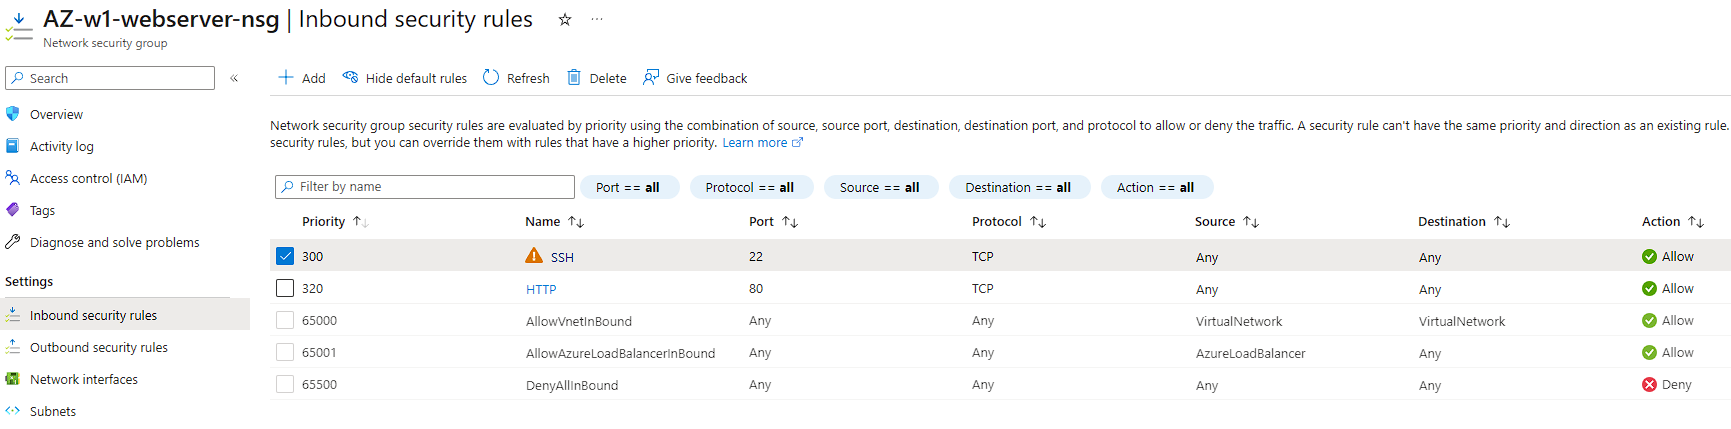 AZ-w1-webserver-nsg | Inbound security rules ☆ ...
Network security group
Search «
Overview
Activity log
Access control (IAM)
Tags
Diagnose and solve problems
Settings
Inbound security rules
Outbound security rules
Network interfaces
Subnets
Add Hide default rules Refresh Delete Give feedback
Network security group security rules are evaluated by priority using the combination of source, source port, destination, destination port, and protocol to allow or deny the traffic. A security rule can't have the same priority and direction as an existing rule.
security rules, but you can override them with rules that have a higher priority. Learn more
Filter by name Port == all Protocol == all Source == all Destination == all Action == all
Priority ↑↓ Name ↑↓ Port ↑↓ Protocol ↑↓ Source ↑↓ Destination ↑↓ Action ↑↓
300 SSH 22 TCP Any Any Allow
320 HTTP 80 TCP Any Any Allow
65000 AllowVnetInBound Any Any VirtualNetwork VirtualNetwork Allow
65001 AllowAzureLoadBalancerInBound Any Any AzureLoadBalancer Any Allow
65500 DenyAllInBound Any Any Any Any Deny